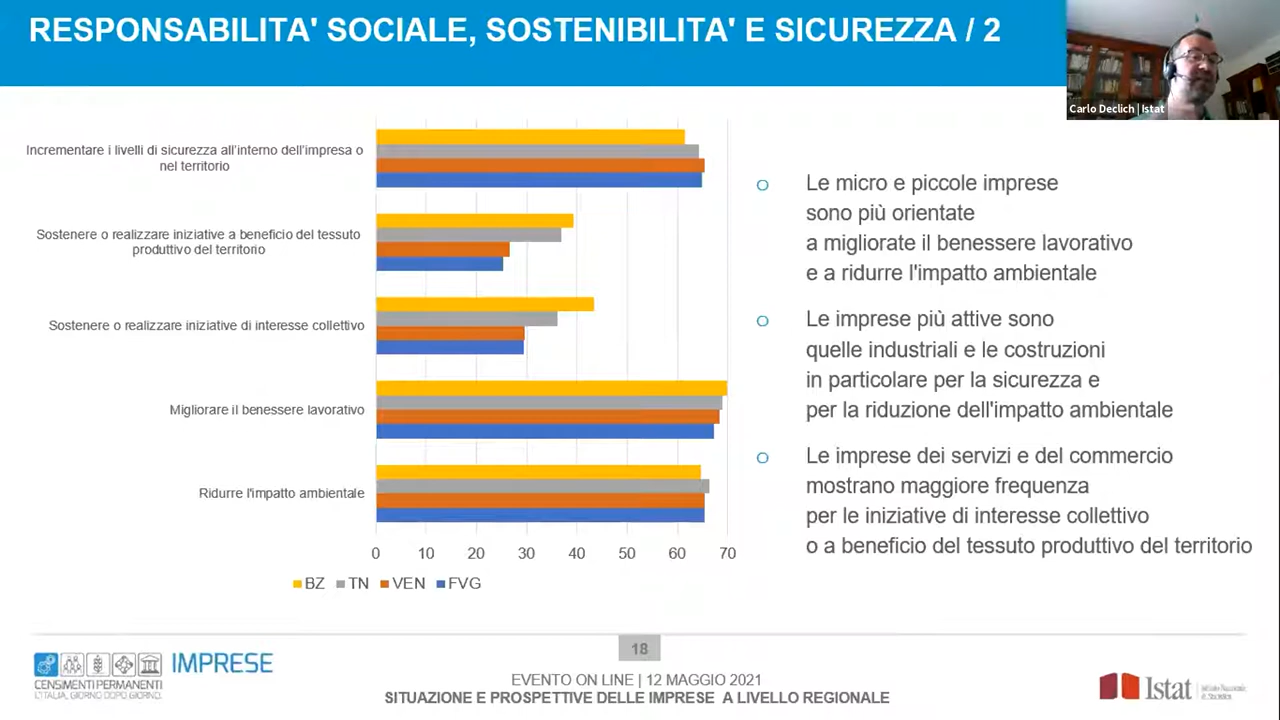 RESPONSABILITA' SOCIALE, SOSTENIBILITA' E SICUREZZA / 2
Carlo Declich | Istat
Incrementare i livelli di sicurezza all'interno dell'impresa o
nel territorio
Sostenere o realizzare iniziative a beneficio del tessuto
produttivo del territorio
Sostenere o realizzare iniziative di interesse collettivo
Migliorare il benessere lavorativo
Ridurre l'impatto ambientale
0 10 20 30 40 50 60 70
BZ TN VEN FVG
o Le micro e piccole imprese
sono più orientate
a migliorate il benessere lavorativo
e a ridurre l'impatto ambientale
o Le imprese più attive sono
quelle industriali e le costruzioni
in particolare per la sicurezza e
per la riduzione dell'impatto ambientale
o Le imprese dei servizi e del commercio
mostrano maggiore frequenza
per le iniziative di interesse collettivo
o a beneficio del tessuto produttivo del territorio
18
IMPRESE
CENSIMENTI PERMANENTI
L'ITALIA, GIORNO DOPO GIORNO.
EVENTO ON LINE | 12 MAGGIO 2021
SITUAZIONE E PROSPETTIVE DELLE IMPRESE A LIVELLO REGIONALE
Istat